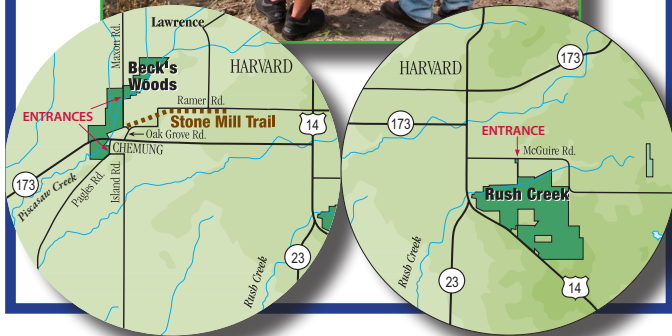 Lawrence
Maxon Rd.
Beck's
Woods
HARVARD
Ramer Rd.
ENTRANCES
Stone Mill Trail
14
Oak Grove Rd.
CHEMUNG
173
Piscasaw Creek
Pagles Rd.
Island Rd.
Rush Creek
23
173
HARVARD
173
ENTRANCE
McGuire Rd.
Rush Creek
Rush Creek
23
14